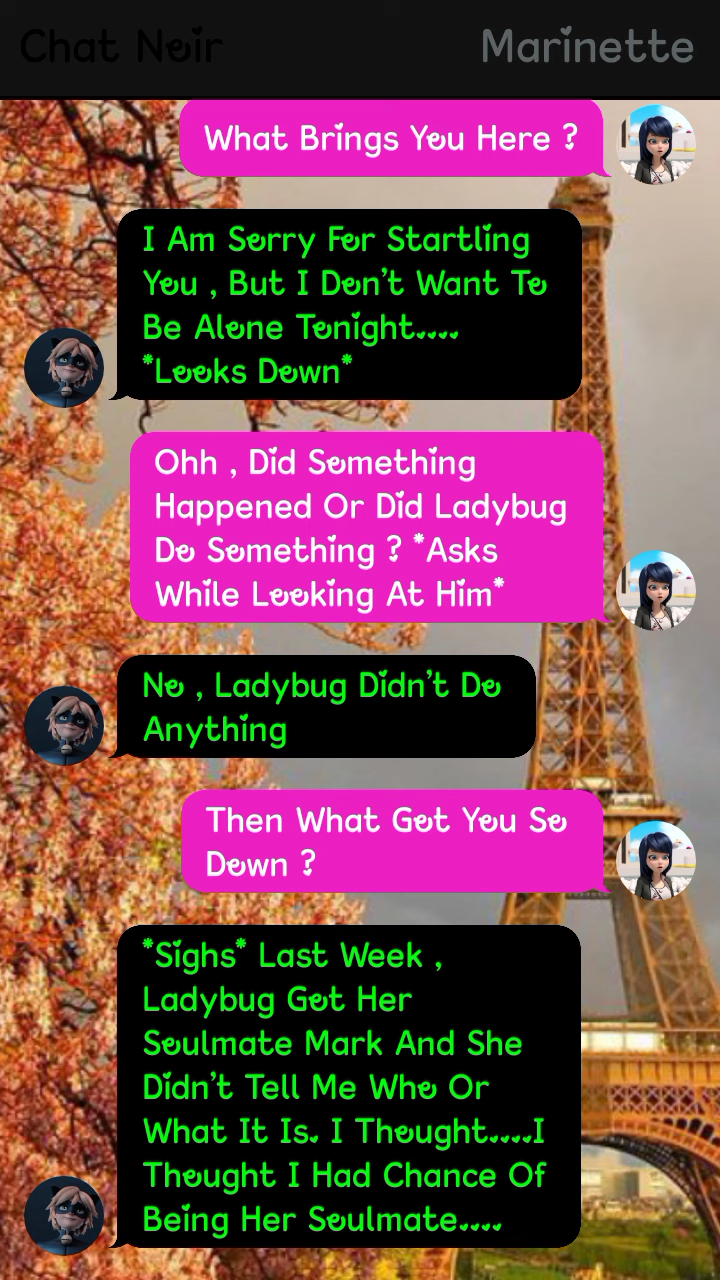 Chat Noir
Marinette
What Brings You Here ?
I Am Sorry For Startling
You , But I Don't Want To
Be Alone Tonight....
*Looks Down*
Ohh , Did Something
Happened Or Did Ladybug
Do Something ? *Asks
While Looking At Him*
No , Ladybug Didn't Do
Anything
Then What Got You So
Down ?
*Sighs* Last Week ,
Ladybug Got Her
Soulmate Mark And She
Didn't Tell Me Who Or
What It Is. I Thought....I
Thought I Had Chance Of
Being Her Soulmate....